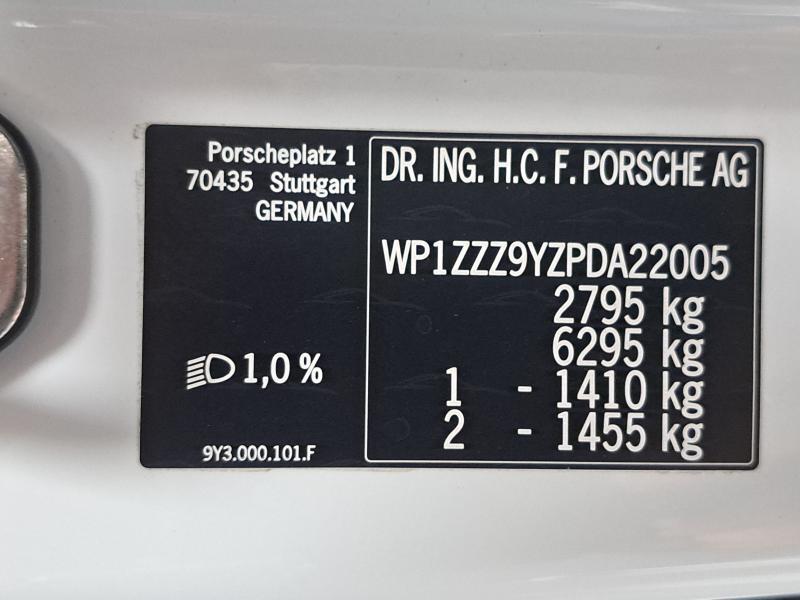 Porscheplatz 1
70435 Stuttgart
GERMANY
1,0 %
9Y3.000.101.F
DR. ING. H.C. F. PORSCHE AG
WP1ZZZ9YZPDA22005
2795 kg
6295 kg
1 - 1410 kg
2 - 1455 kg